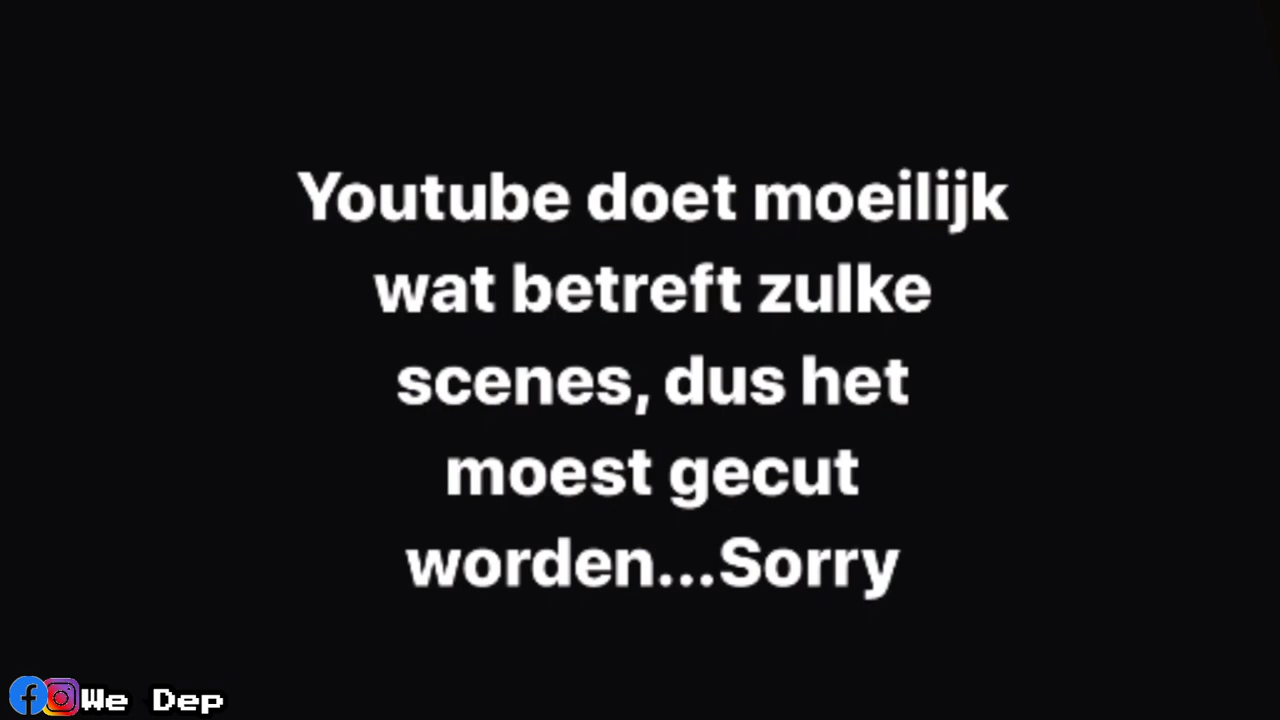 Youtube doet moeilijk
wat betreft zulke
scenes, dus het
moest gecut
worden...Sorry
We Dep